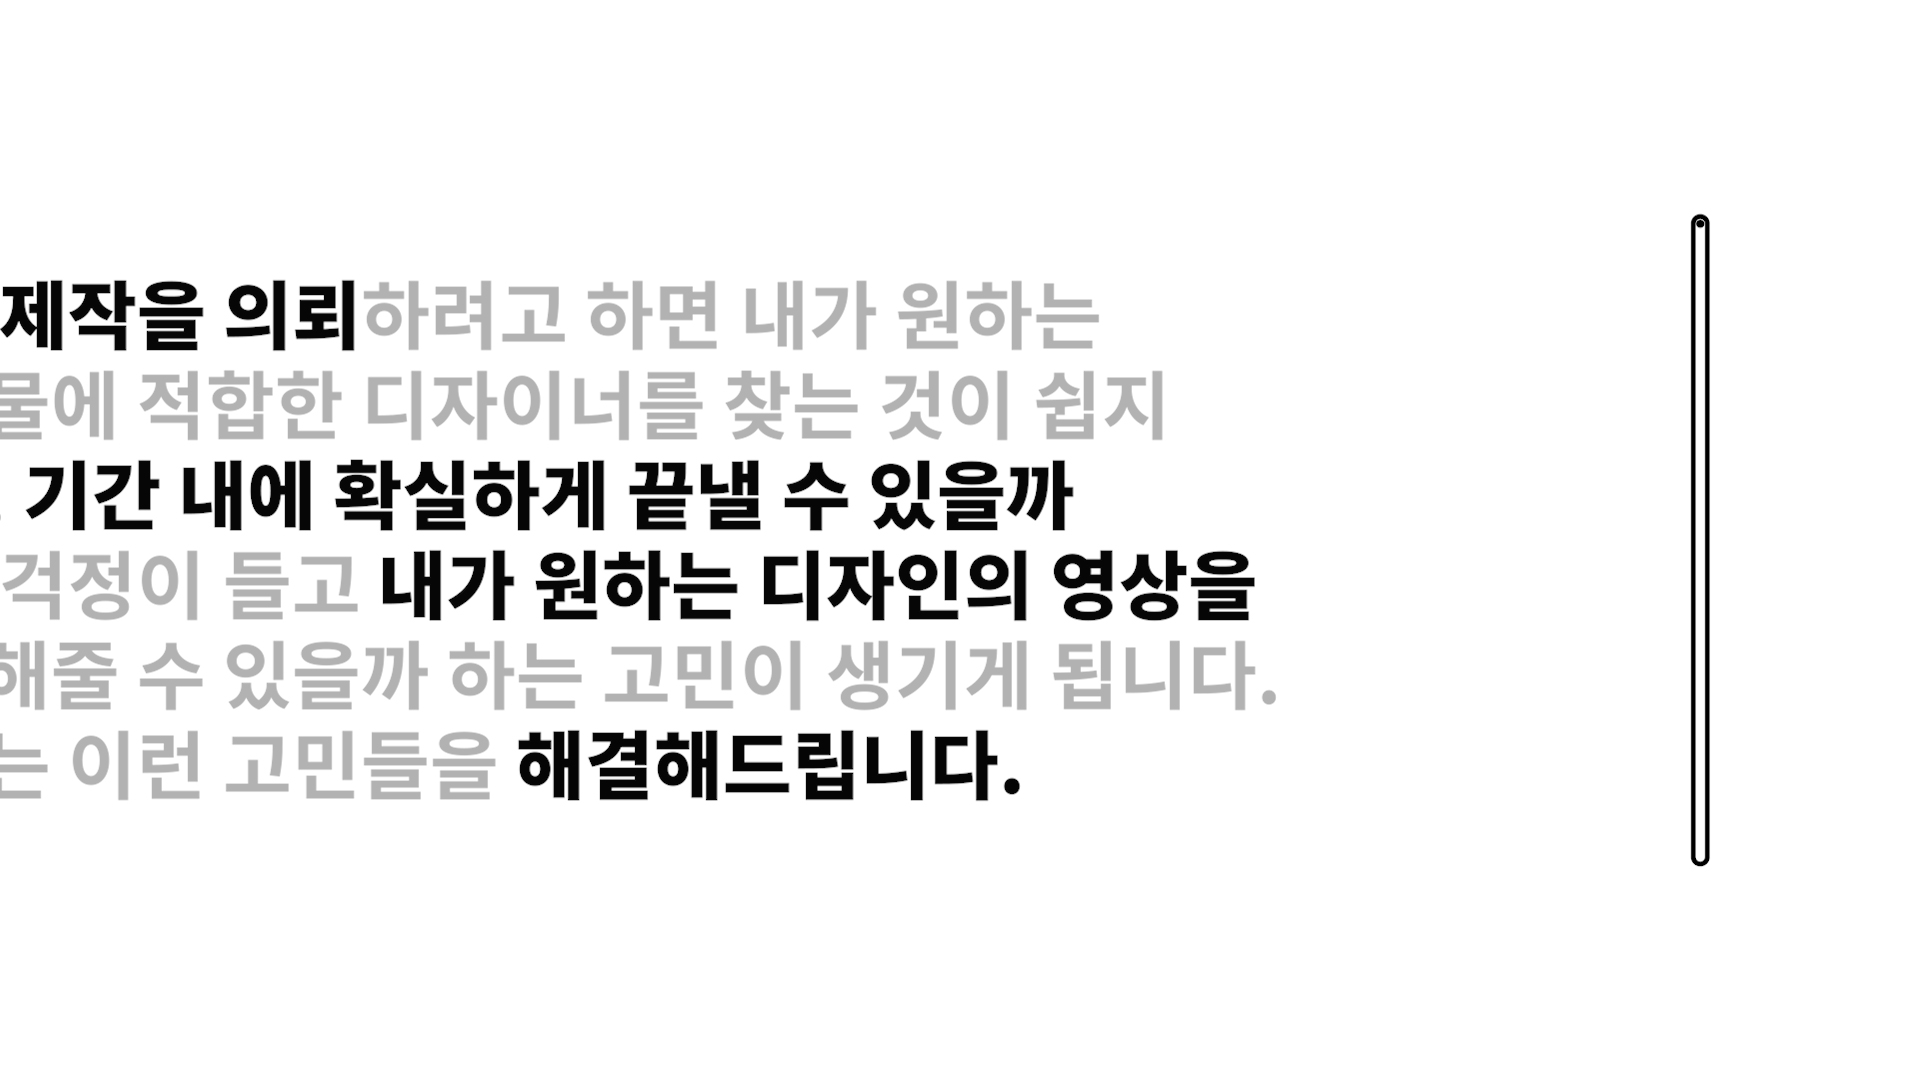 제작을 의뢰하려고 하면 내가 원하는
물에 적합한 디자이너를 찾는 것이 쉽지
기간 내에 확실하게 끝낼 수 있을까
걱정이 들고 내가 원하는 디자인의 영상을
해줄 수 있을까 하는 고민이 생기게 됩니다.
는 이런 고민들을 해결해드립니다.